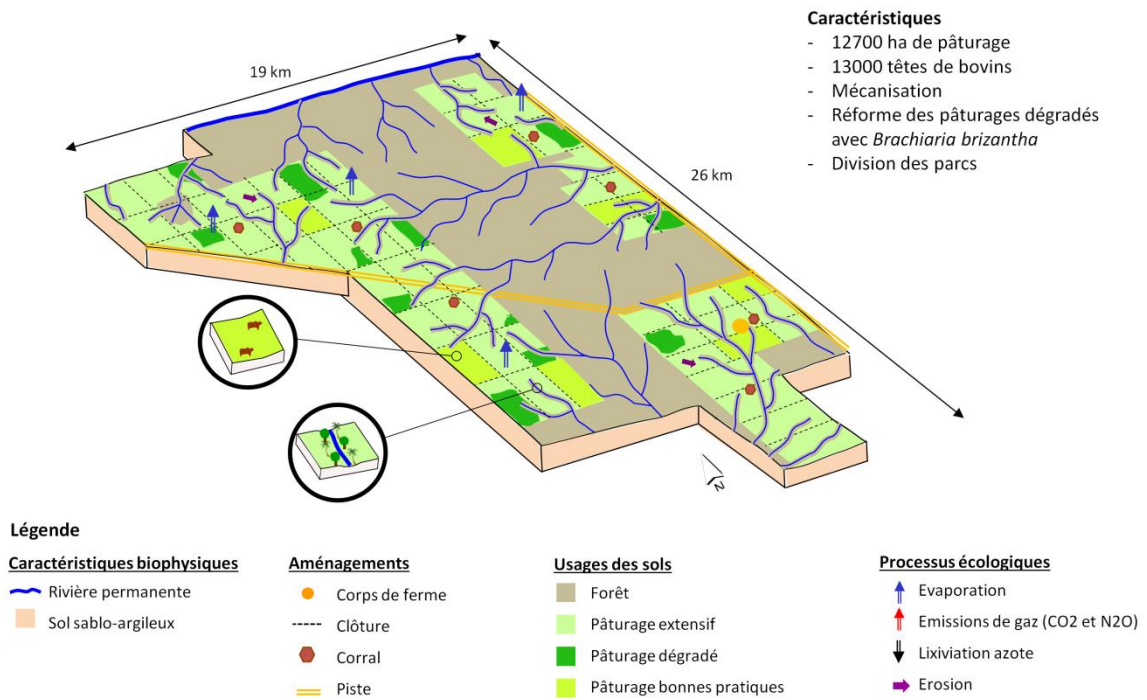 Caractéristiques
- 12700 ha de pâturage
- 13000 têtes de bovins
- Mécanisation
- Réforme des pâturages dégradés
avec Brachiaria brizantha
- Division des parcs
19 km
26 km
N
Légende
Caractéristiques biophysiques
Rivière permanente
Sol sablo-argileux
Aménagements
Corps de ferme
Clôture
Corral
Piste
Usages des sols
Forêt
Pâturage extensif
Pâturage dégradé
Pâturage bonnes pratiques
Processus écologiques
Evaporation
Emissions de gaz (CO2 et N2O)
Lixiviation azote
Erosion